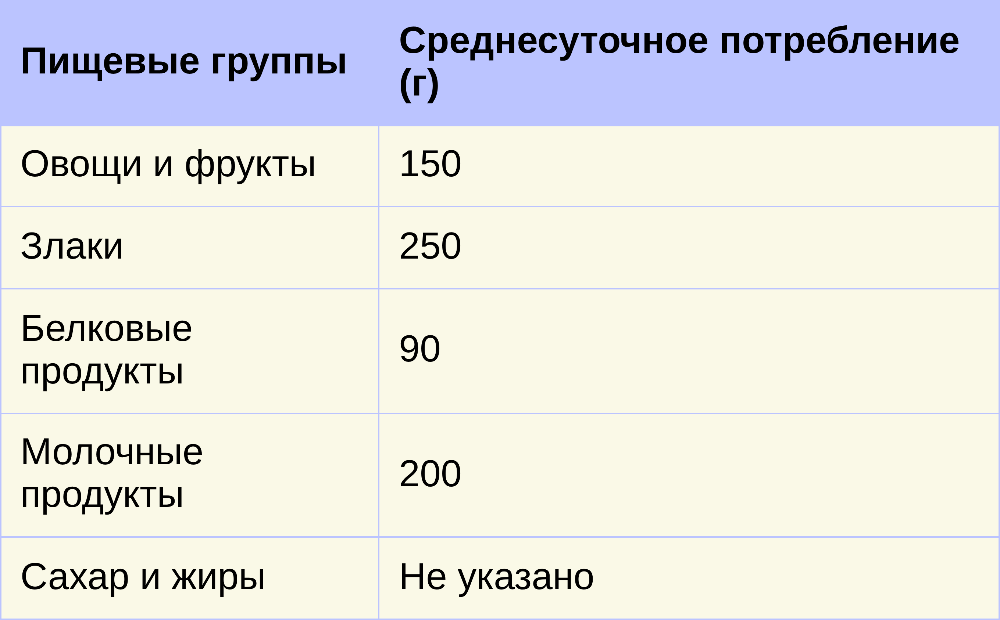 Пищевые группы
Среднесуточное потребление
(г)
Овощи и фрукты
150
Злаки
250
Белковые
продукты
90
Молочные
продукты
200
Сахар и жиры
Не указано